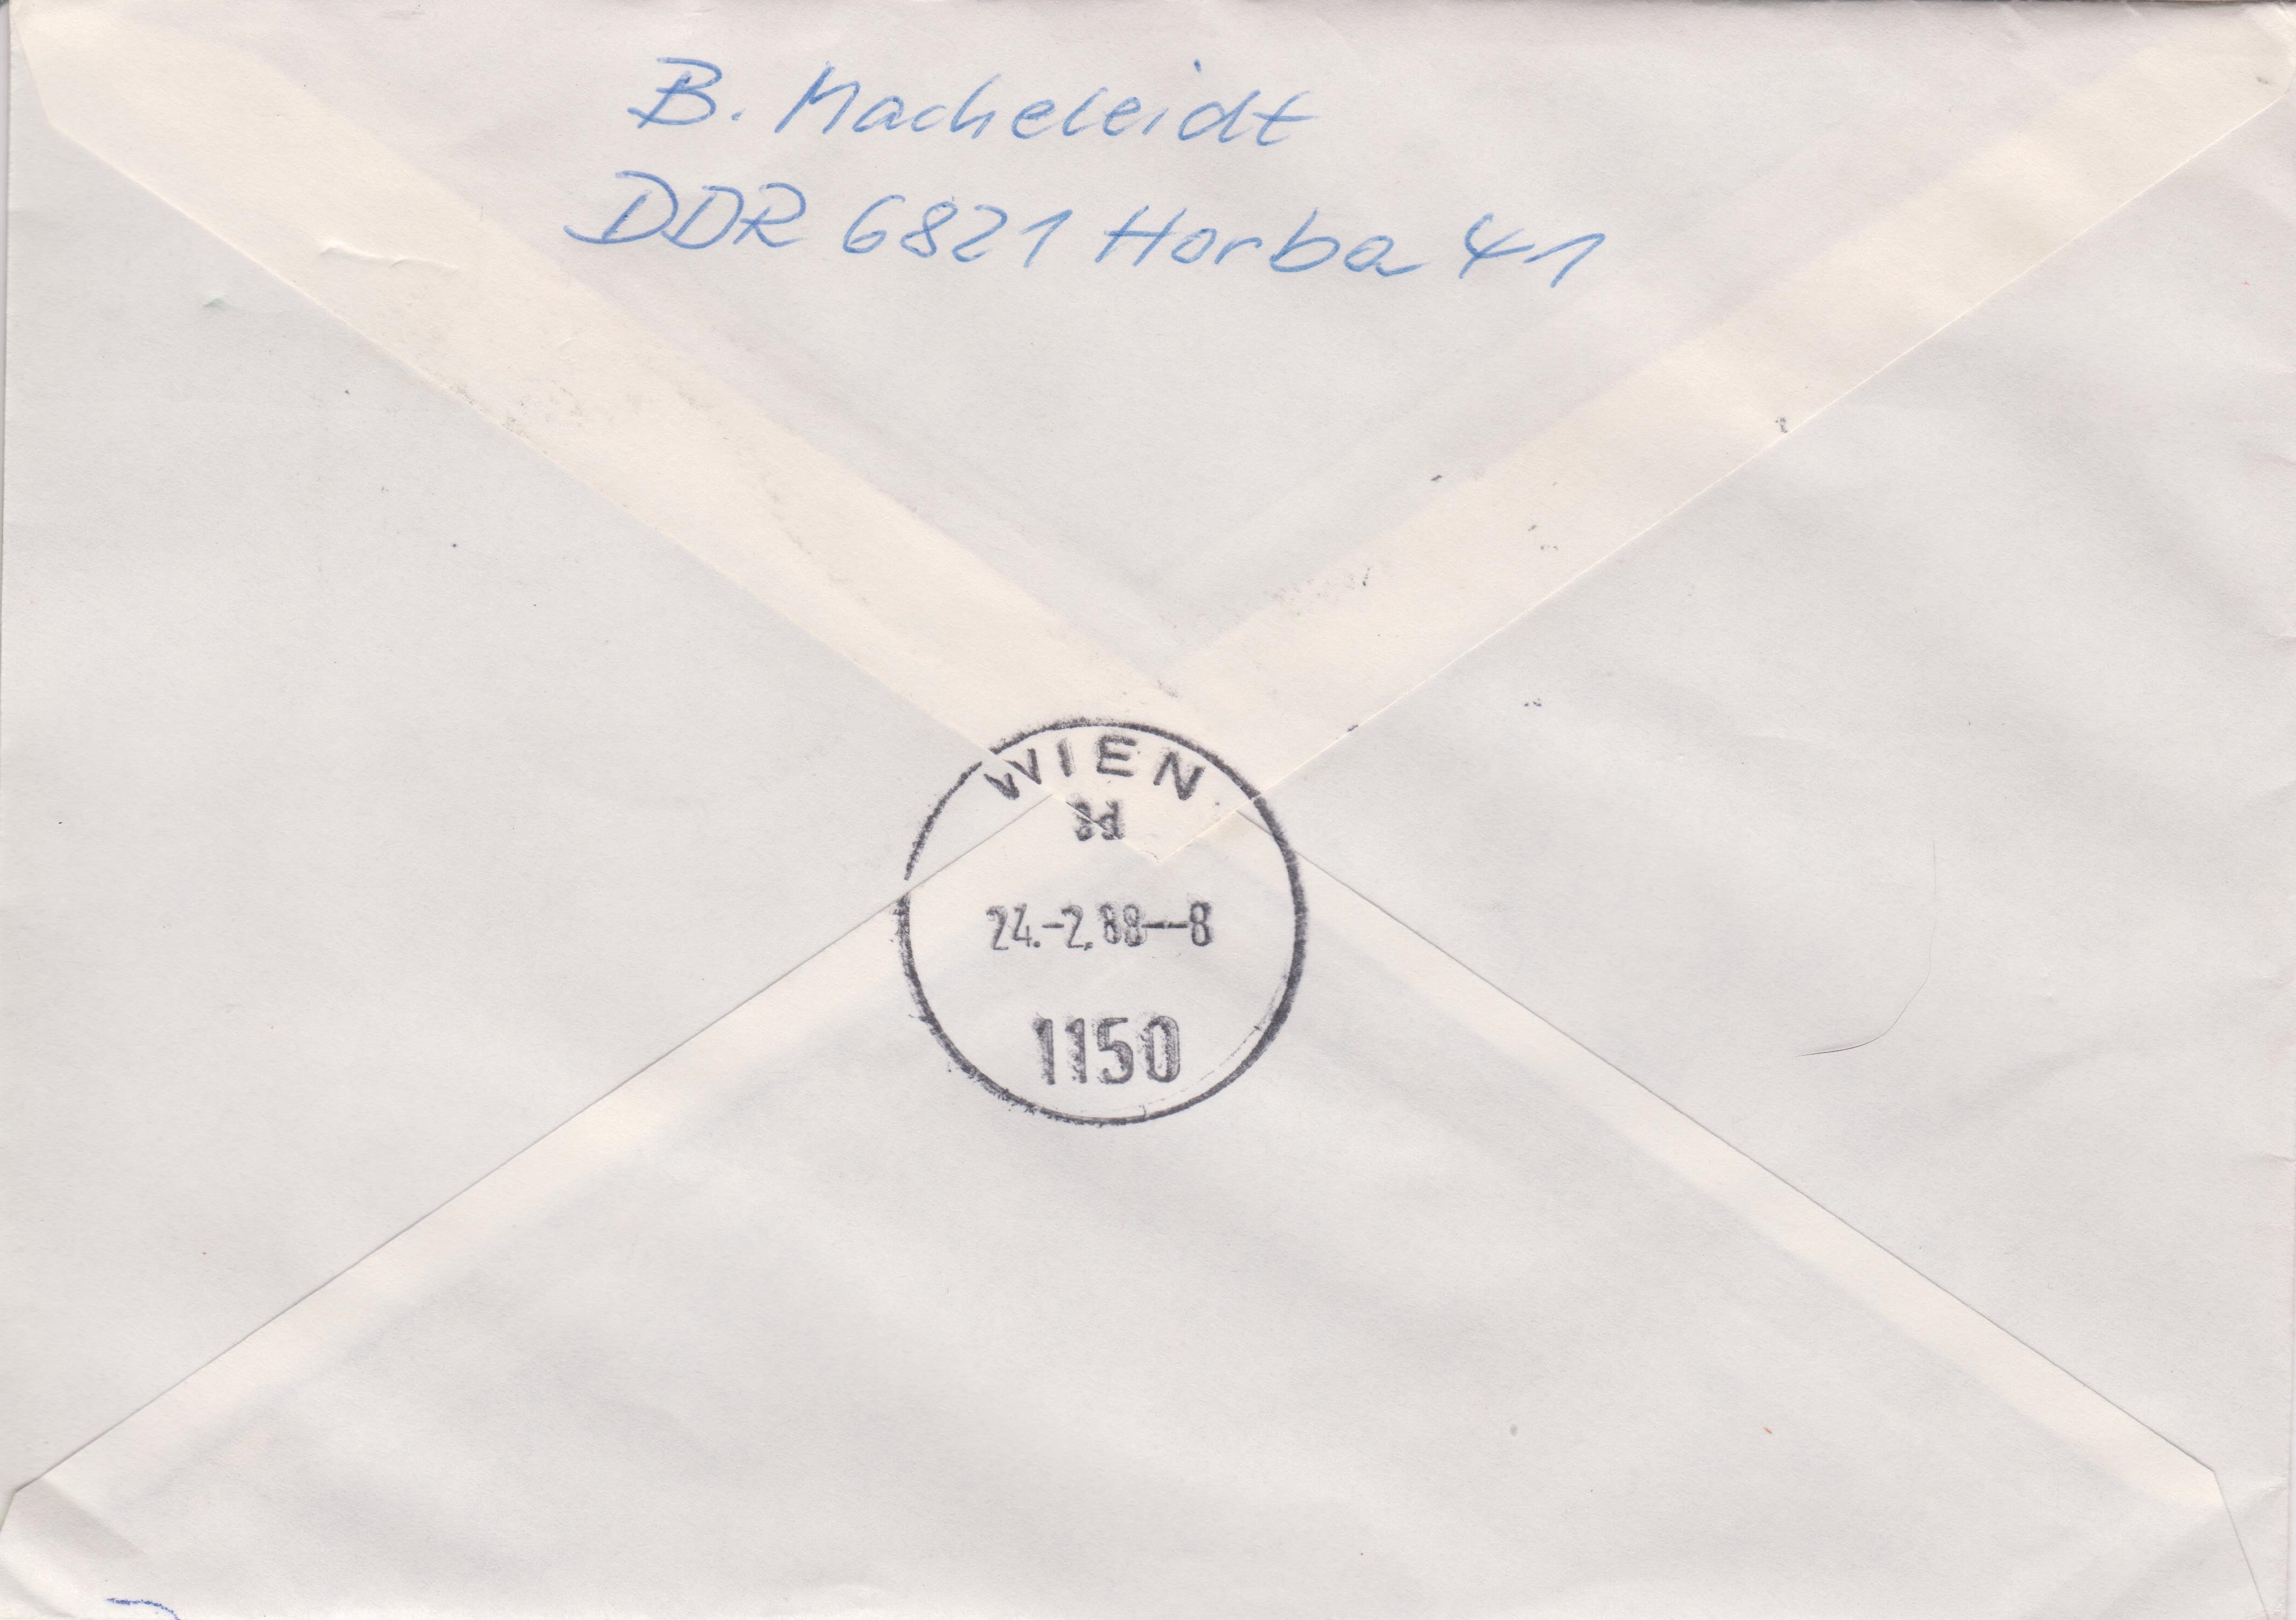 B. Macheleidt
DDR 6821 Horba 41
WIEN
24.-2.88--8
1150